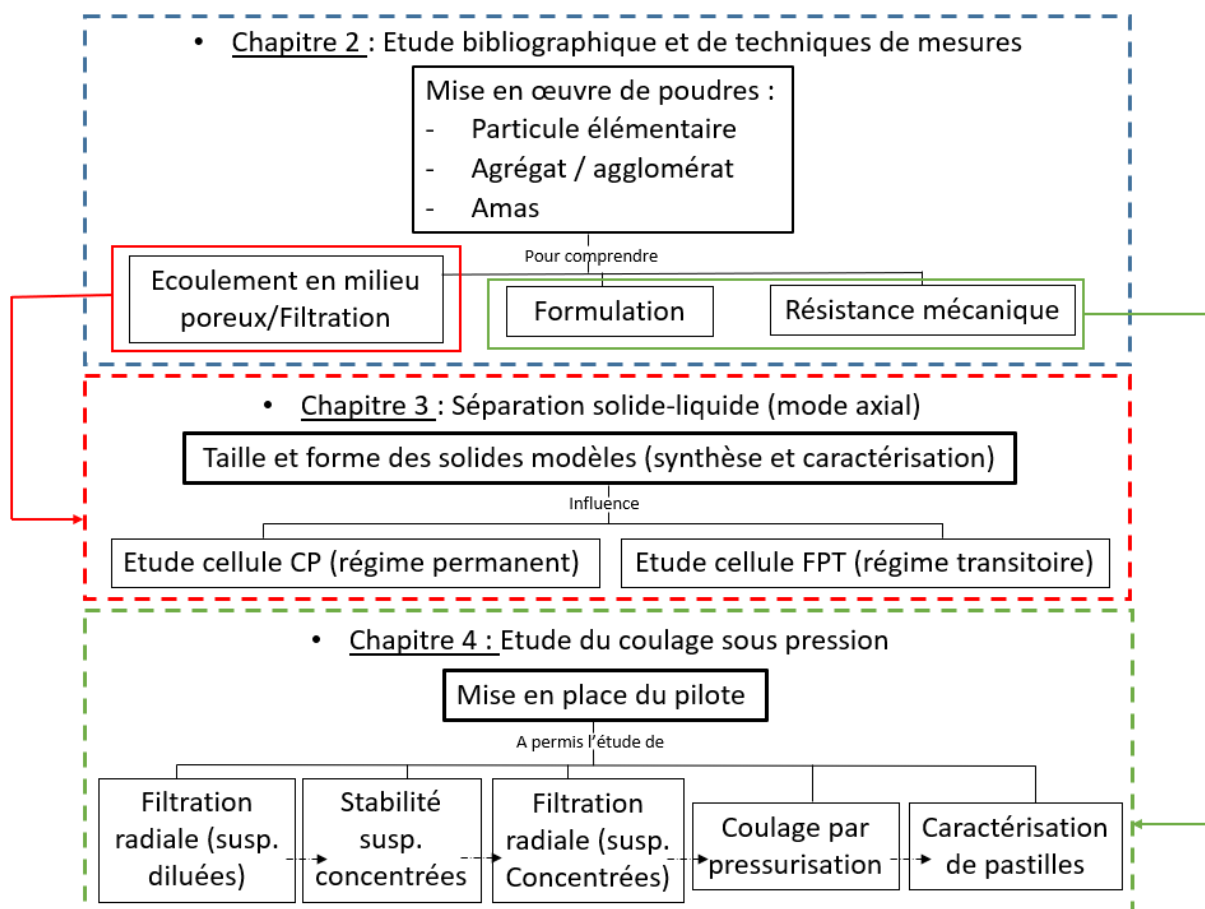 • Chapitre 2 : Etude bibliographique et de techniques de mesures
Mise en œuvre de poudres :
- Particule élémentaire
- Agrégat / agglomérat
- Amas
Pour comprendre
Ecoulement en milieu
poreux/Filtration
Formulation
Résistance mécanique
• Chapitre 3 : Séparation solide-liquide (mode axial)
Taille et forme des solides modèles (synthèse et caractérisation)
Influence
Etude cellule CP (régime permanent)
Etude cellule FPT (régime transitoire)
• Chapitre 4 : Etude du coulage sous pression
Mise en place du pilote
A permis l'étude de
Filtration
radiale (susp.
diluées)
Stabilité
susp.
concentrées
Filtration
radiale (susp.
Concentrées)
Coulage par
pressurisation
Caractérisation
de pastilles